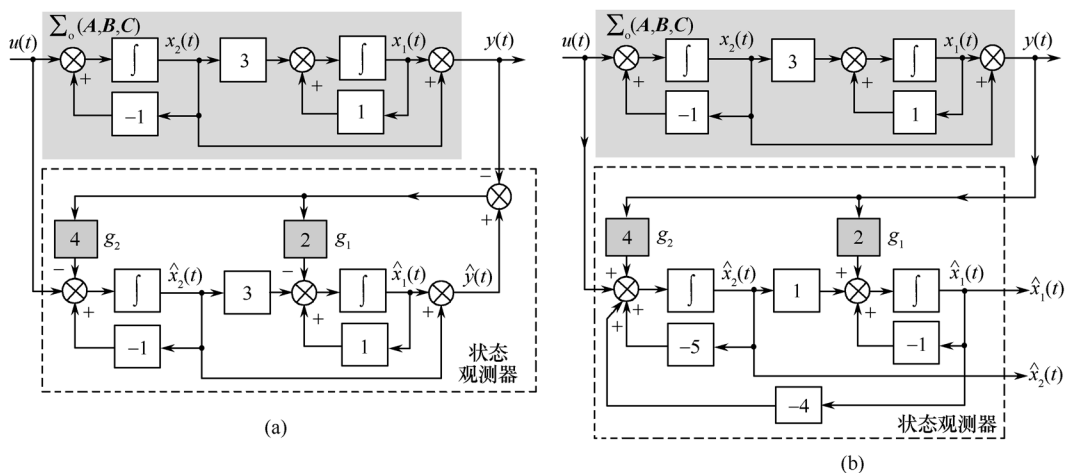 ∑ₒ(A,B,C)
u(t)
x₂(t)
x₁(t)
y(t)
∫
3
∫
+
+
+
−1
1
−
+
4
g₂
2
g₁
−
−
x̂₂(t)
x̂₁(t)
ŷ(t)
∫
3
∫
+
+
+
−1
1
状态
观测器
(a)
∑ₒ(A,B,C)
u(t)
x₂(t)
x₁(t)
y(t)
∫
3
∫
+
+
+
−1
1
4
g₂
2
g₁
+
+
x̂₂(t)
x̂₁(t)
∫
1
∫
x̂₁(t)
+
+
+
−5
−1
x̂₂(t)
−4
状态观测器
(b)